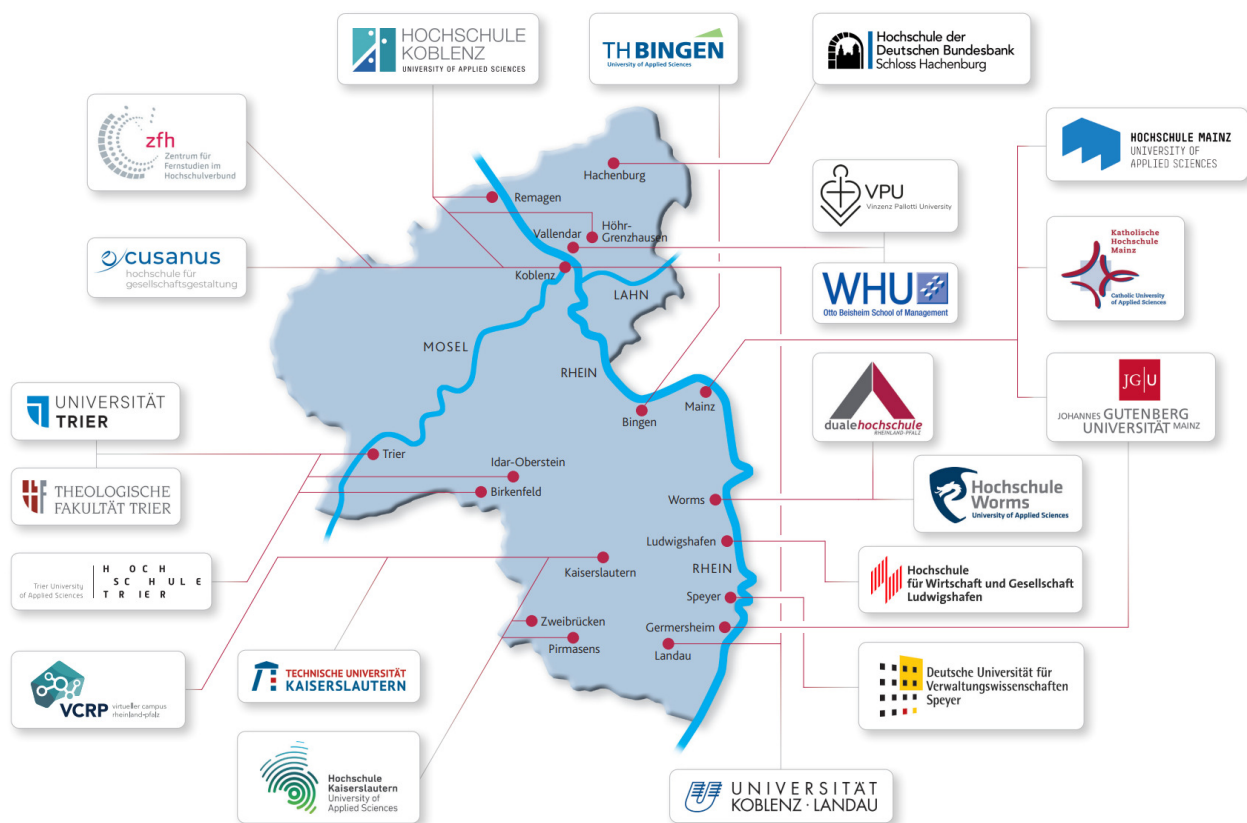 HOCHSCHULE
KOBLENZ
UNIVERSITY OF APPLIED SCIENCES
TH BINGEN
University of Applied Sciences
Hochschule der
Deutschen Bundesbank
Schloss Hachenburg
zfh
Zentrum für
Fernstudien im
Hochschulverbund
HOCHSCHULE MAINZ
UNIVERSITY OF
APPLIED SCIENCES
VPU
Vinzenz Pallotti University
cusanus
hochschule für
gesellschaftsgestaltung
Katholische
Hochschule
Mainz
Catholic University
of Applied Sciences
WHU
Otto Beisheim School of Management
Hachenburg
Remagen
Höhr-
Grenzhausen
Vallendar
Koblenz
LAHN
MOSEL
RHEIN
Mainz
Bingen
dualehochschule
RHEINLAND-PFALZ
JG|U
JOHANNES GUTENBERG
UNIVERSITÄT MAINZ
UNIVERSITÄT
TRIER
THEOLOGISCHE
FAKULTÄT TRIER
Trier
Idar-Oberstein
Birkenfeld
Worms
Hochschule
Worms
University of Applied Sciences
Trier University
of Applied Sciences
HOCH
SCHULE
TRIER
Kaiserslautern
Ludwigshafen
RHEIN
Speyer
Germersheim
Landau
Zweibrücken
Pirmasens
Hochschule
für Wirtschaft und Gesellschaft
Ludwigshafen
VCRP
virtueller campus
rheinland-pfalz
TECHNISCHE UNIVERSITÄT
KAISERSLAUTERN
Deutsche Universität für
Verwaltungswissenschaften
Speyer
Hochschule
Kaiserslautern
University of
Applied Sciences
UNIVERSITÄT
KOBLENZ · LANDAU